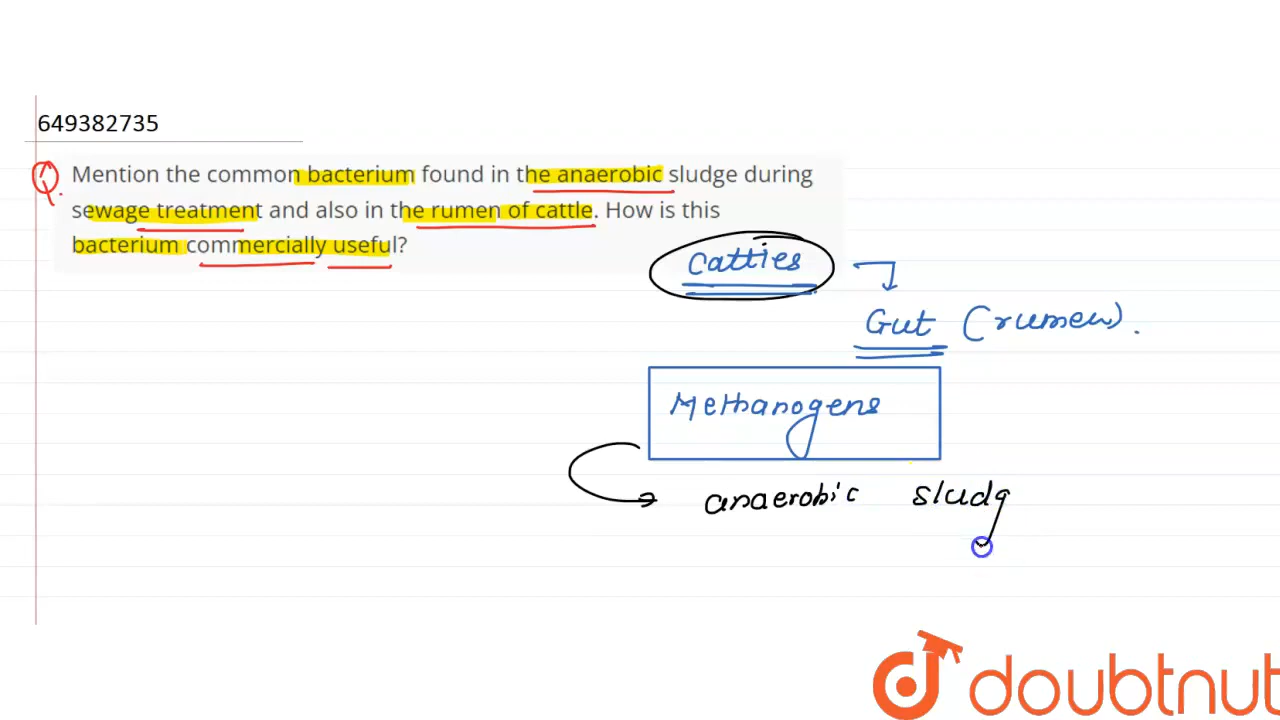 649382735
Q. Mention the common bacterium found in the anaerobic sludge during
sewage treatment and also in the rumen of cattle. How is this
bacterium commercially useful?
Catties
Gut (rumen).
Methanogens
anaerobic sludg
doubtnut